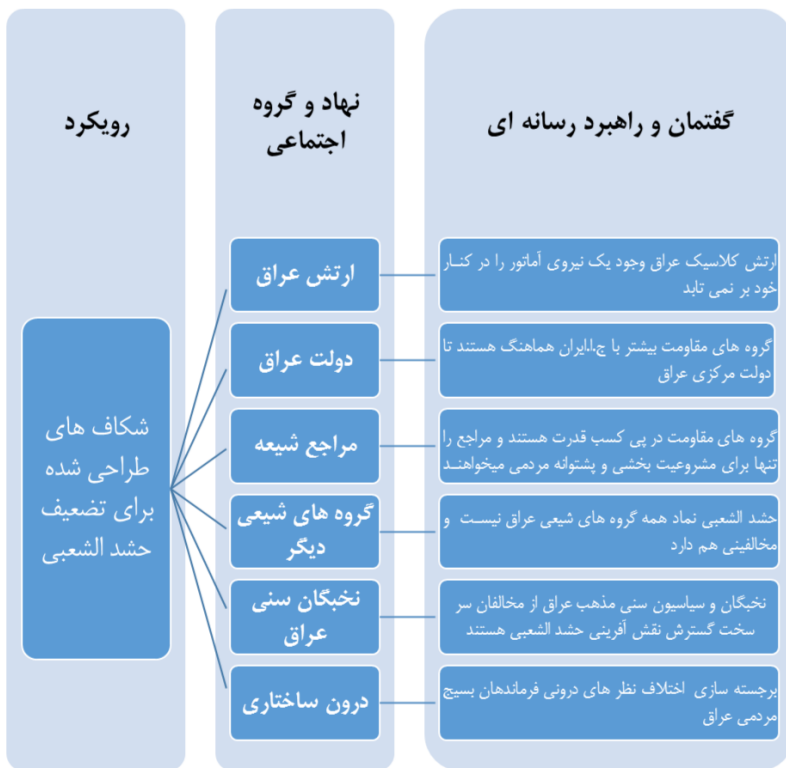 گفتمان و راهبرد رسانه ای
نهاد و گروه
اجتماعی
رویکرد
ارتش کلاسیک عراق وجود یک نیروی آماتور را در کنار
خود بر نمی تابد
ارتش عراق
گروه های مقاومت بیشتر با ج.ا.ایران هماهنگ هستند تا
دولت مرکزی عراق
دولت عراق
گروه های مقاومت در پی کسب قدرت هستند و مراجع را
تنها برای مشروعیت بخشی و پشتوانه مردمی میخواهند
مراجع شیعه
حشد الشعبی نماد همه گروه های شیعی عراق نیست و
مخالفینی هم دارد
گروه های شیعی
دیگر
نخبگان و سیاسیون سنی مذهب عراق از مخالفان سر
سخت گسترش نقش آفرینی حشد الشعبی هستند
نخبگان سنی
عراق
برجسته سازی اختلاف نظر های درونی فرماندهان بسیج
مردمی عراق
درون ساختاری
شکاف های
طراحی شده
برای تضعیف
حشد الشعبی